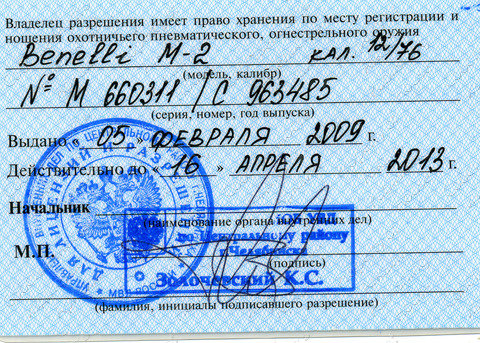 Владелец разрешения имеет право хранения по месту регистрации и
ношения охотничьего пневматического, огнестрельного оружия
Benelli М-2 кал. 12/76
(модель, калибр)
№ М 660311 / С 963485
(серия, номер, год выпуска)
Выдано « 05 » ФЕВРАЛЯ 2009 г.
Действительно до « 16 » АПРЕЛЯ 2013 г.
Начальник
(наименование органа внутренних дел)
по Центральному району
г. Челябинска
М.П.
(подпись)
Золочевский К.С.
(фамилия, инициалы подписавшего разрешение)